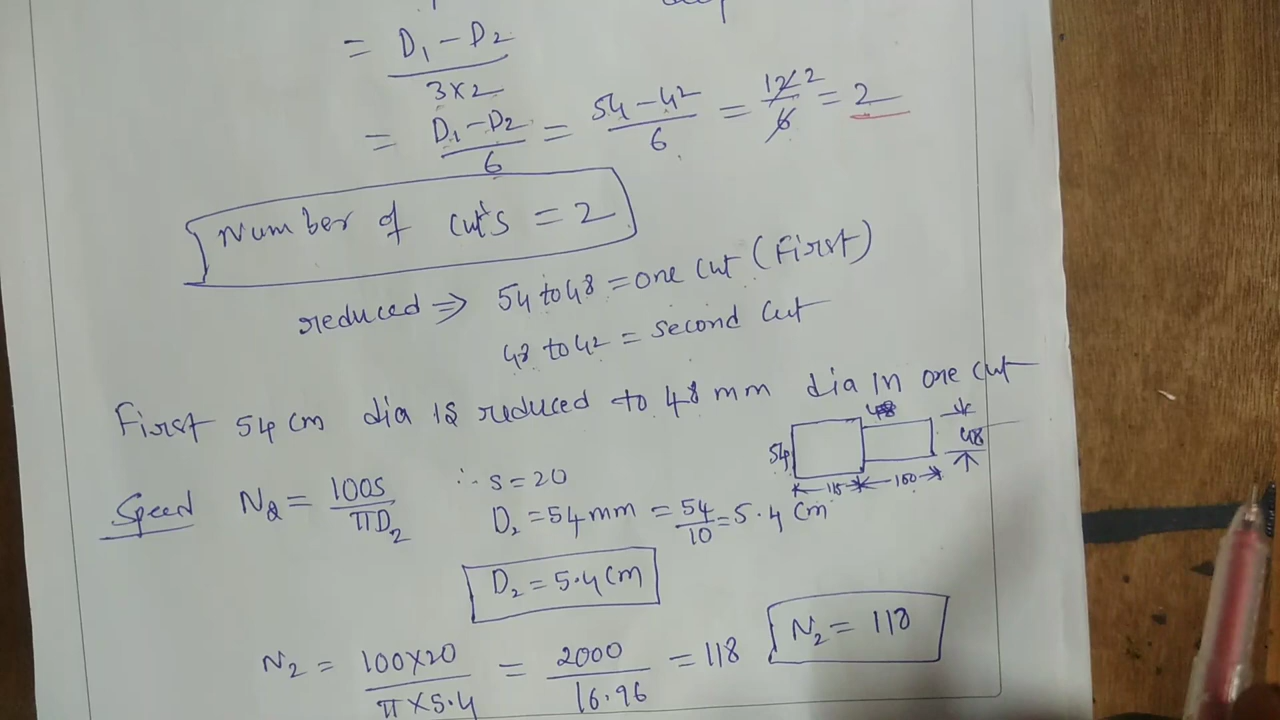 = D₁ - D₂ / 3×2
= D₁ - D₂ / 6 = 54 - 42 / 6 = 12 2 / 6 = 2
Number of cut's = 2
reduced ⇒ 54 to 48 = one cut (First)
48 to 42 = second cut
First 54 cm dia is reduced to 48 mm dia in one cut
48
54
48
115 100
Speed N₂ = 100S / πD₂ ∴ S = 20
D₂ = 54 mm = 54 / 10 = 5.4 cm
D₂ = 5.4 cm
N₂ = 100×20 / π×5.4 = 2000 / 16.96 = 118 N₂ = 118